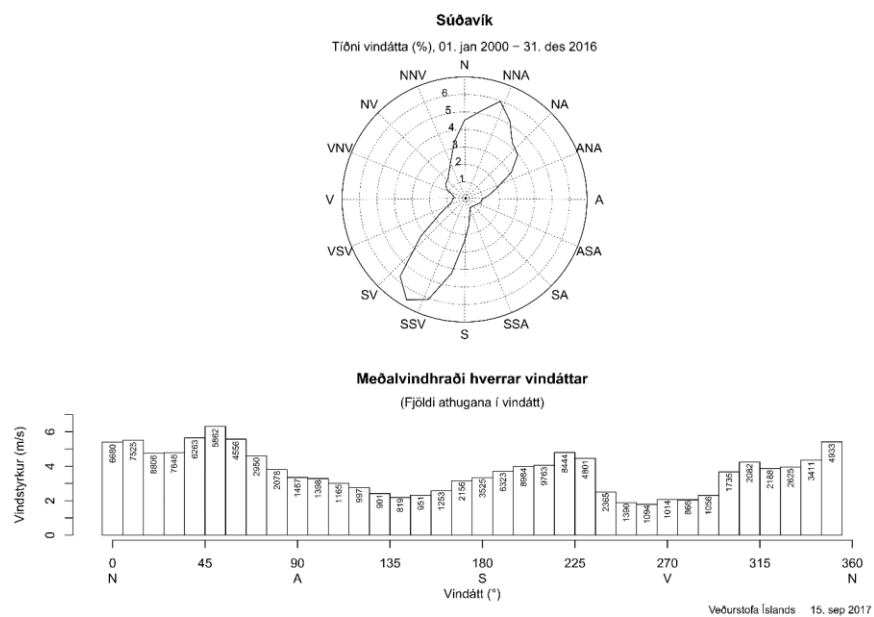 Súðavík
Tíðni vindátta (%), 01. jan 2000 − 31. des 2016
N
NNV NNA
NV NA
VNV ANA
V A
VSV ASA
SV SA
SSV SSA
S
6
5
4
3
2
1
Meðalvindhraði hverrar vindáttar
(Fjöldi athugana í vindátt)
Vindstyrkur (m/s)
6
4
2
0
6680 7525 8806 7646 6263 5862 4556 2950 2078 1467 1398 1165 997 901 819 951 1253 2156 3525 6323 8984 9763 8444 4801 2365 1390 1094 1014 866 1056 1735 2082 2188 2625 3411 4933
0 45 90 135 180 225 270 315 360
N A S V N
Vindátt (°)
Veðurstofa Íslands 15. sep 2017